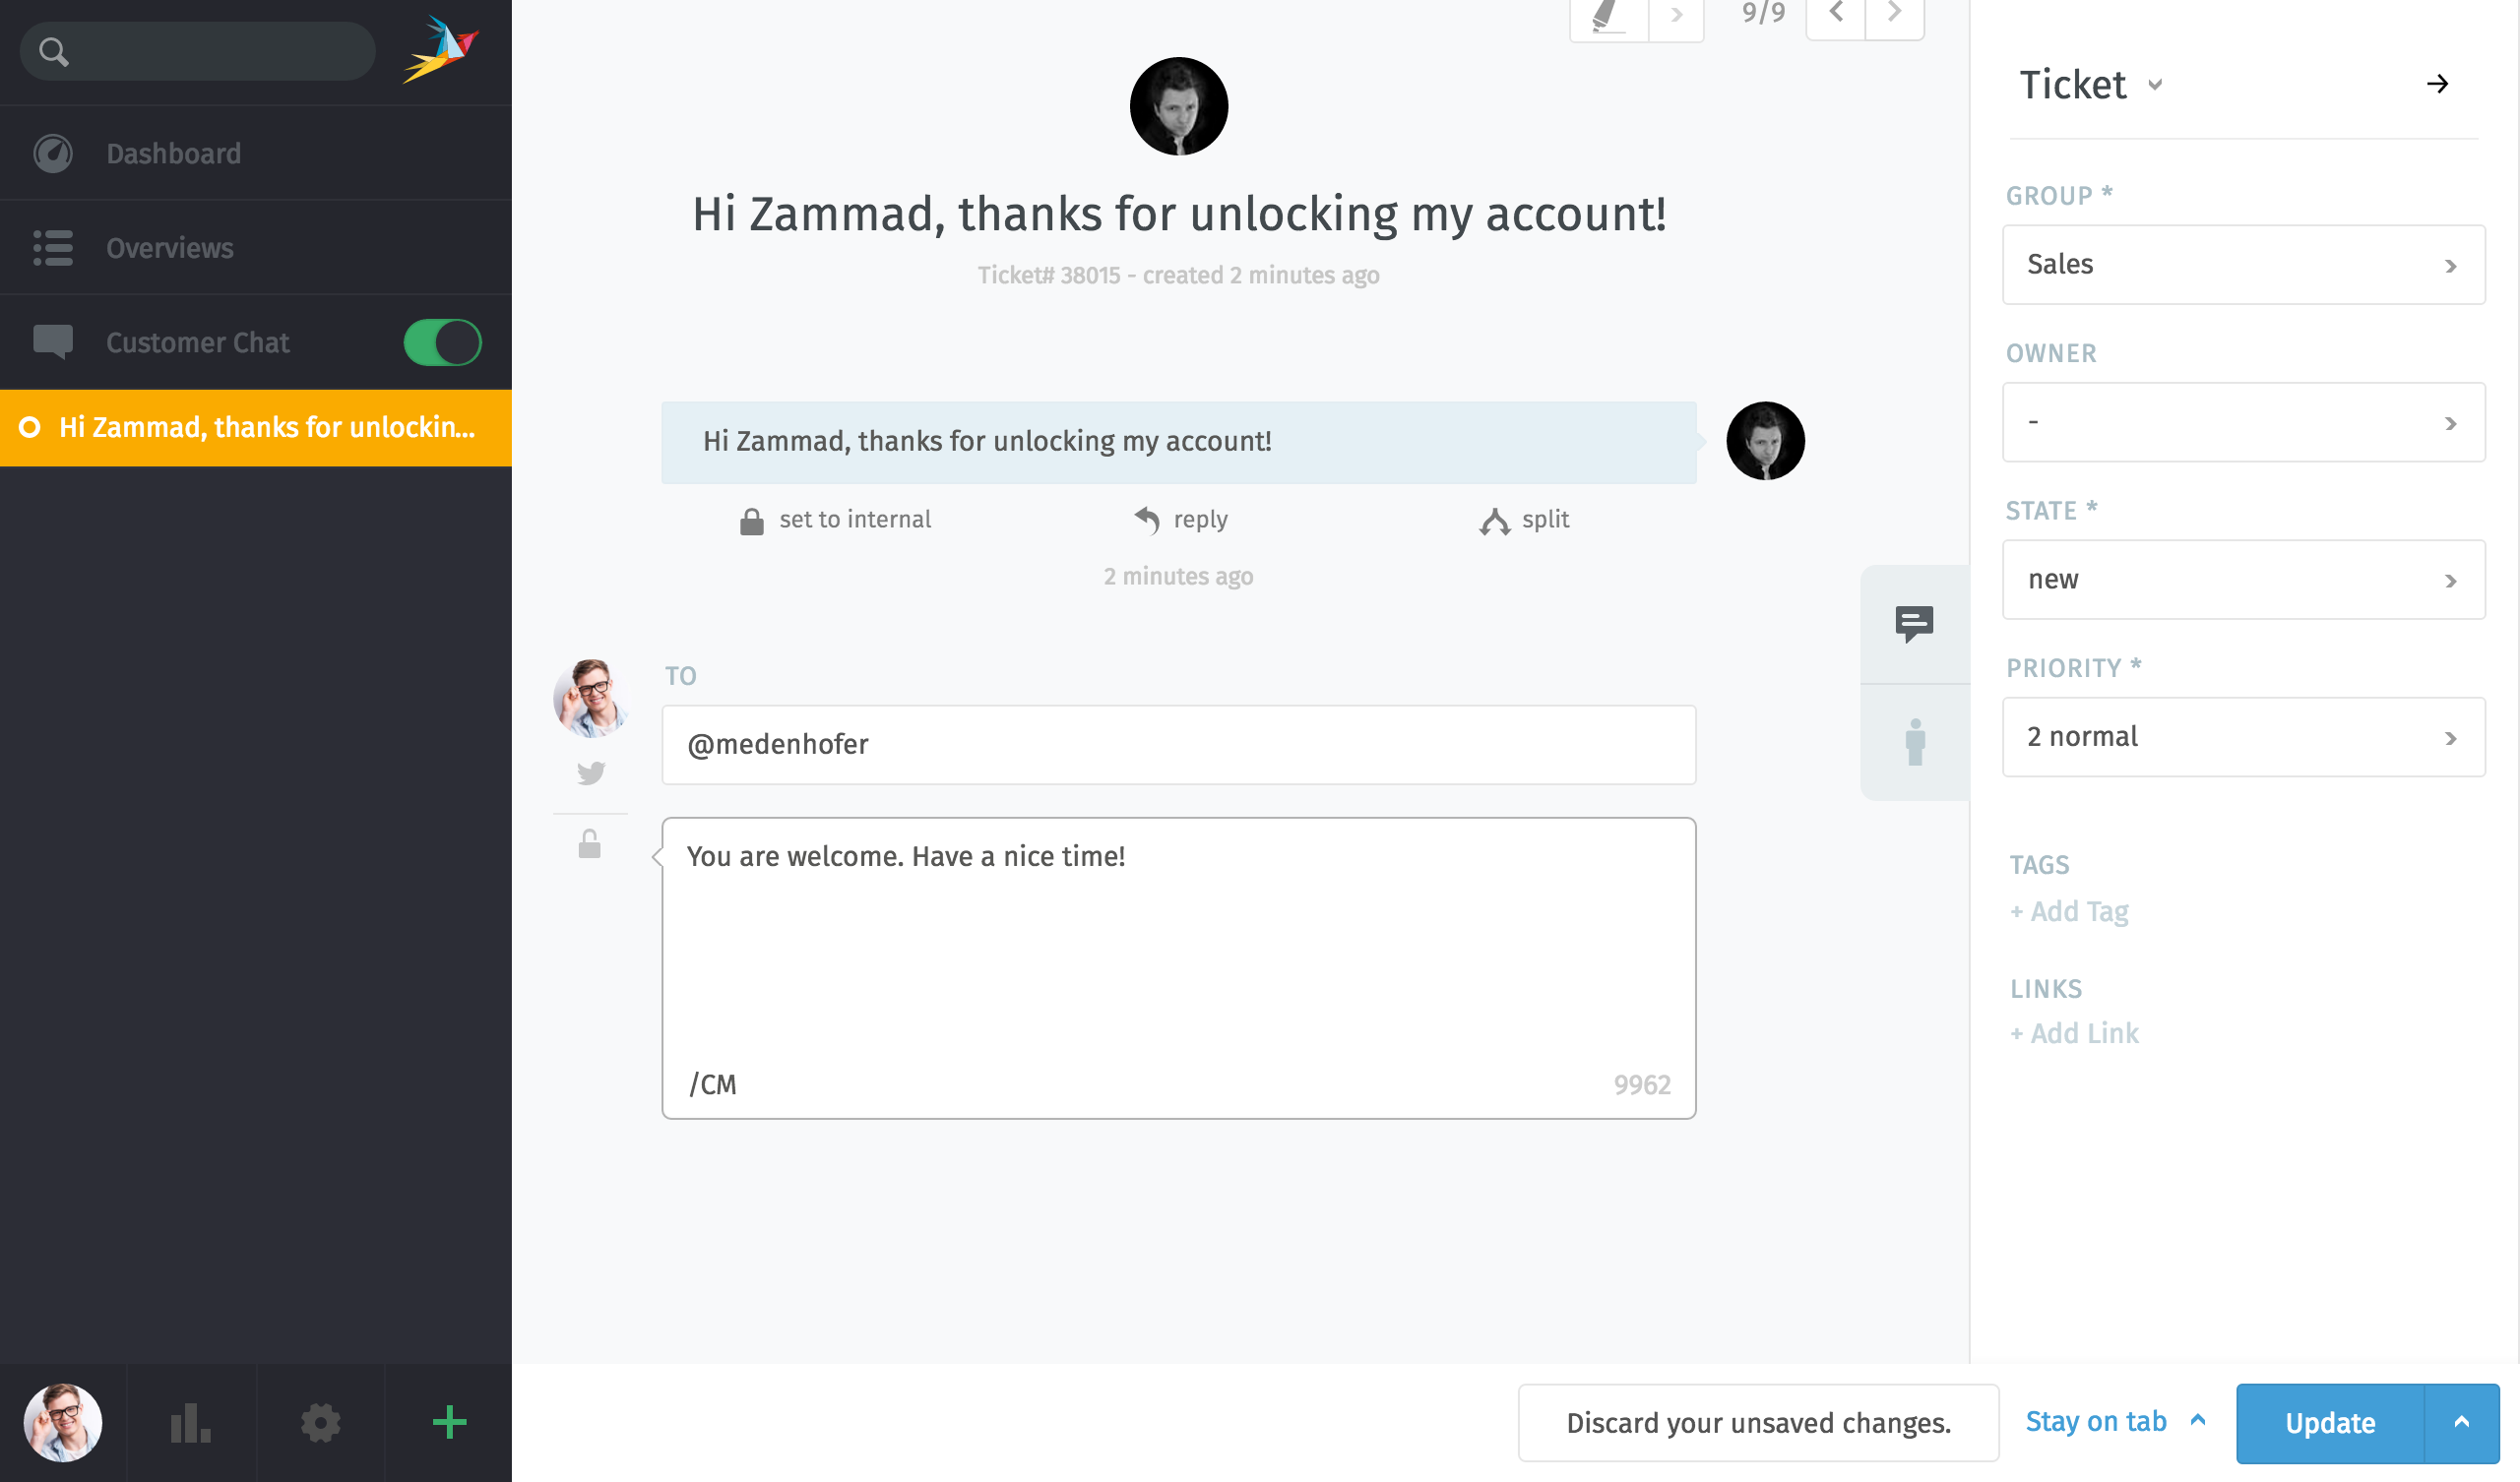 Dashboard
Overviews
Customer Chat
Hi Zammad, thanks for unlockin...
9/9
Hi Zammad, thanks for unlocking my account!
Ticket# 38015 - created 2 minutes ago
Hi Zammad, thanks for unlocking my account!
set to internal
reply
split
2 minutes ago
TO
@medenhofer
You are welcome. Have a nice time!
/CM
9962
Ticket
GROUP *
Sales
OWNER
-
STATE *
new
PRIORITY *
2 normal
TAGS
+ Add Tag
LINKS
+ Add Link
Discard your unsaved changes.
Stay on tab
Update